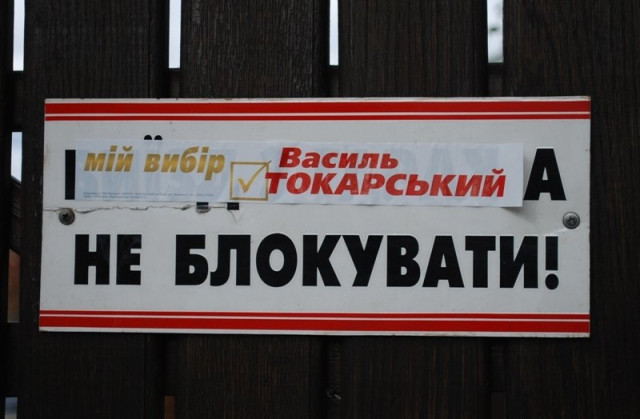 мій вибір
Василь
ТОКАРСЬКИЙ
А
НЕ БЛОКУВАТИ!